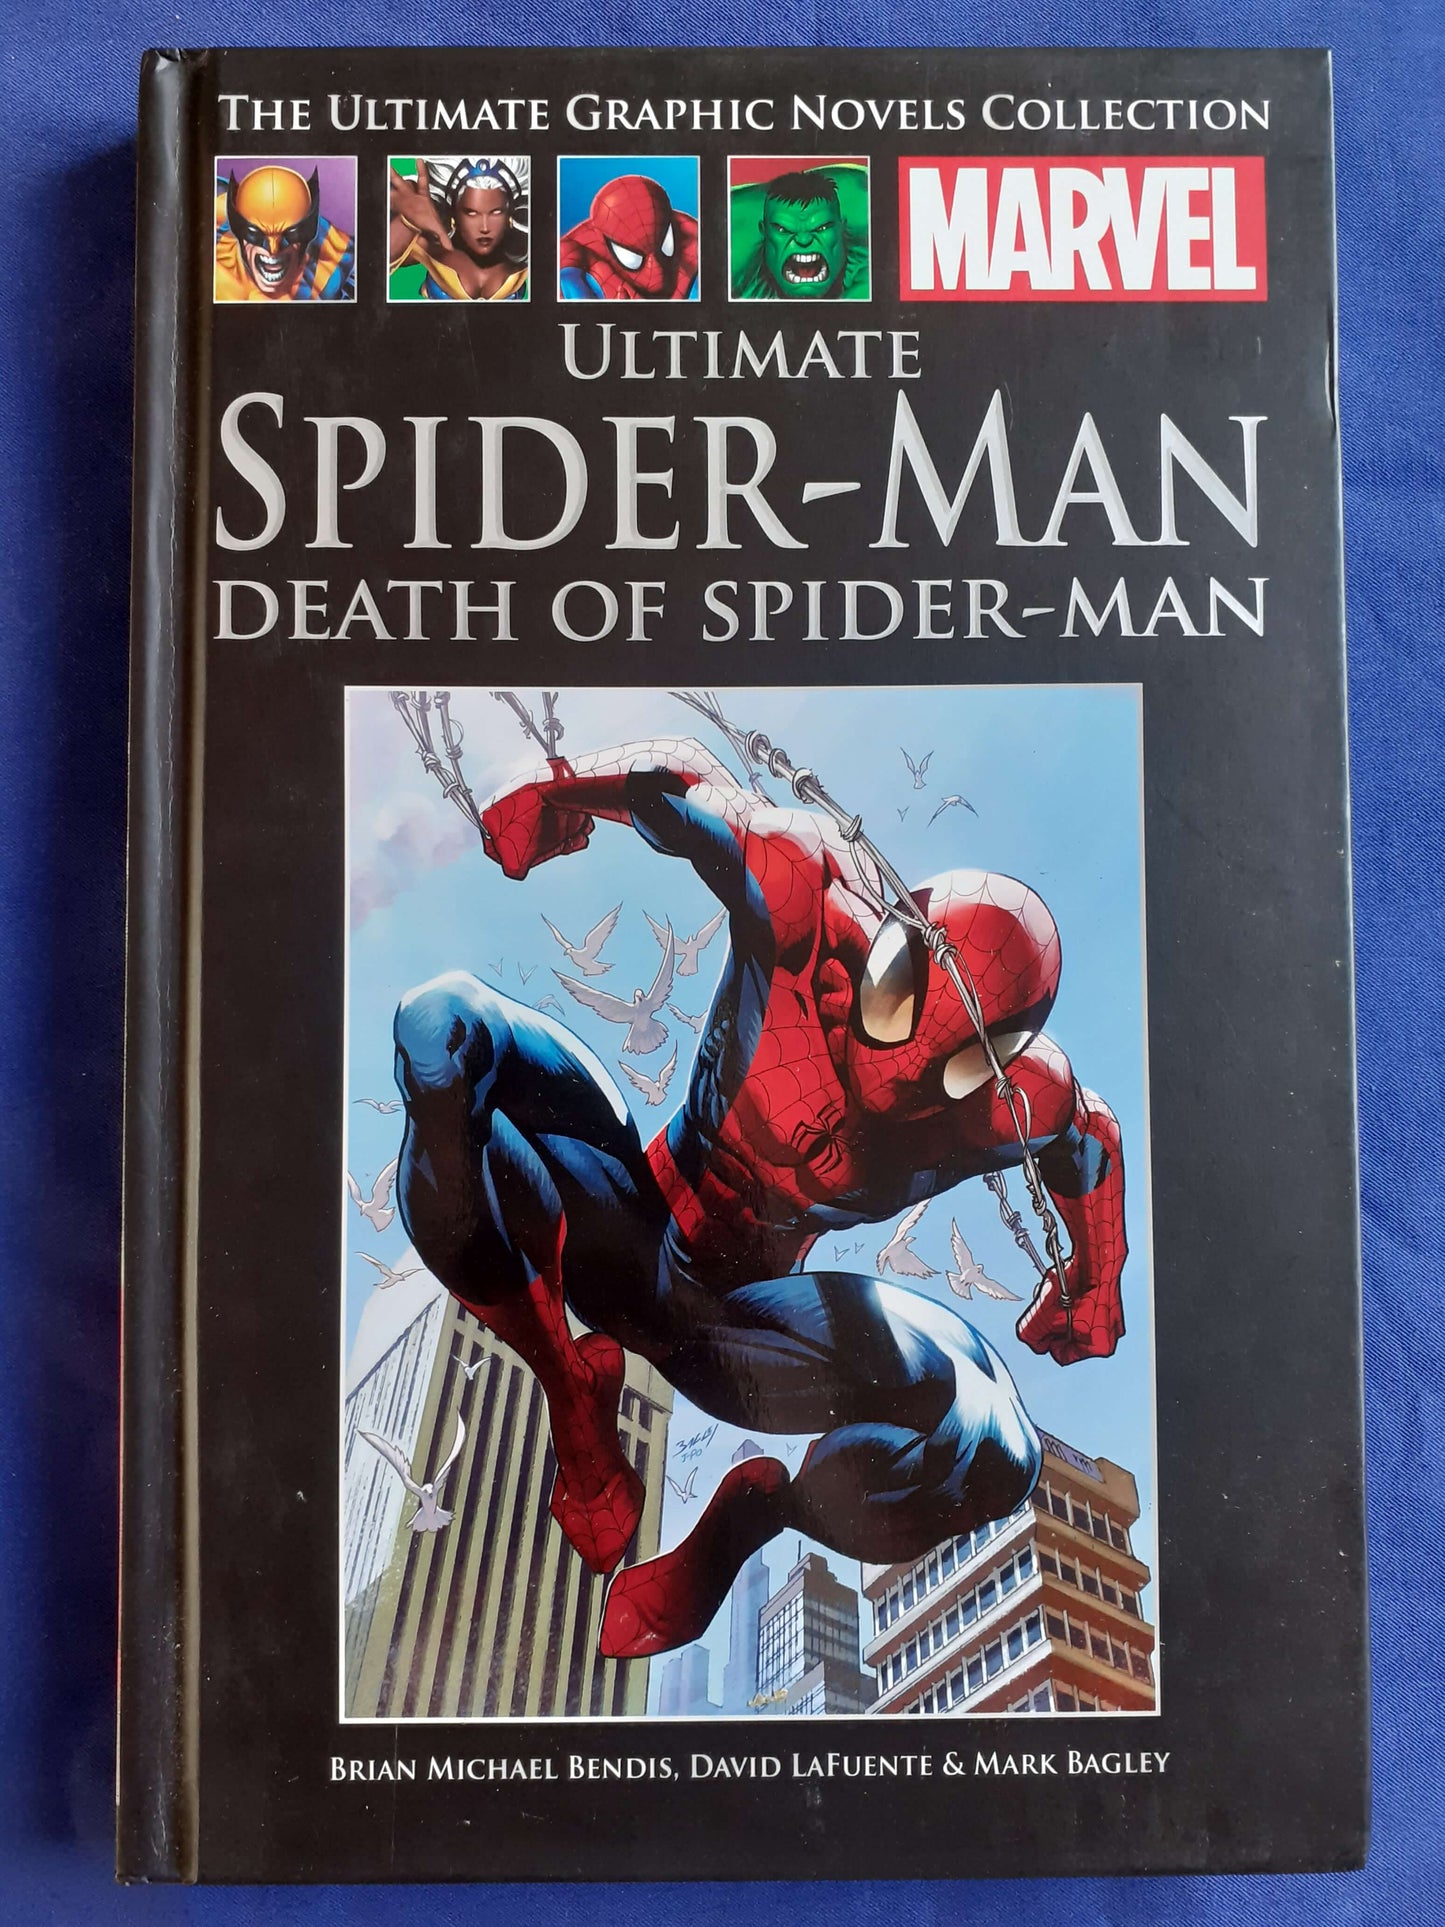 THE ULTIMATE GRAPHIC NOVELS COLLECTION
MARVEL
ULTIMATE
SPIDER-MAN
DEATH OF SPIDER-MAN
BAGLEY
BRIAN MICHAEL BENDIS, DAVID LAFUENTE & MARK BAGLEY